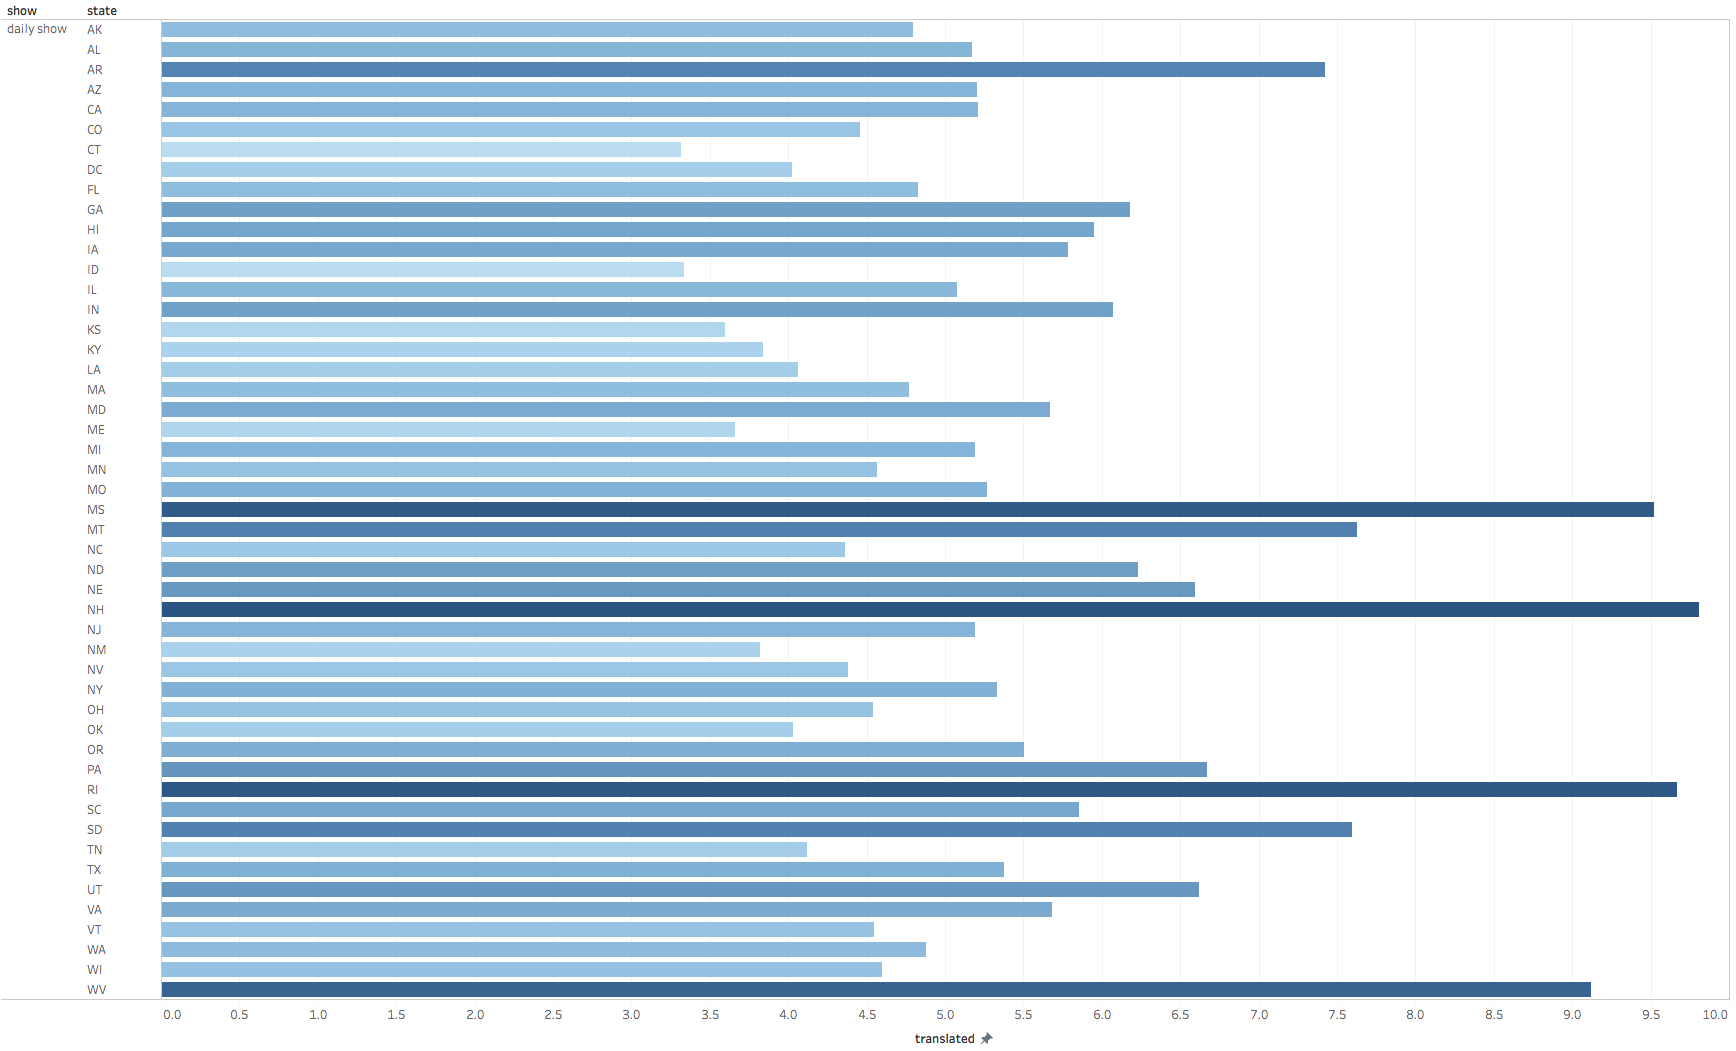 show state
daily show AK
AL
AR
AZ
CA
CO
CT
DC
FL
GA
HI
IA
ID
IL
IN
KS
KY
LA
MA
MD
ME
MI
MN
MO
MS
MT
NC
ND
NE
NH
NJ
NM
NV
NY
OH
OK
OR
PA
RI
SC
SD
TN
TX
UT
VA
VT
WA
WI
WV
0.0 0.5 1.0 1.5 2.0 2.5 3.0 3.5 4.0 4.5 5.0 5.5 6.0 6.5 7.0 7.5 8.0 8.5 9.0 9.5 10.0
translated